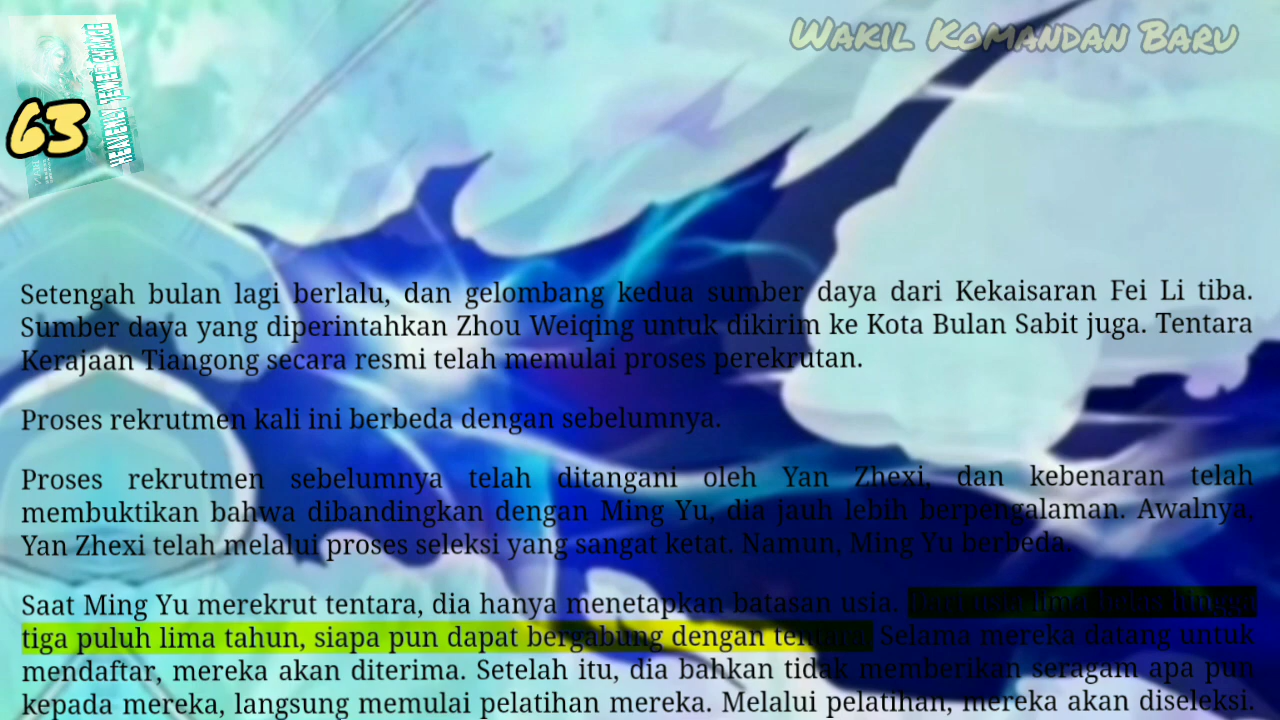 Wakil Komandan Baru
HEAVENLY JEWEL CHANGE
63
Setengah bulan lagi berlalu, dan gelombang kedua sumber daya dari Kekaisaran Fei Li tiba.
Sumber daya yang diperintahkan Zhou Weiqing untuk dikirim ke Kota Bulan Sabit juga. Tentara
Kerajaan Tiangong secara resmi telah memulai proses perekrutan.
Proses rekrutmen kali ini berbeda dengan sebelumnya.
Proses rekrutmen sebelumnya telah ditangani oleh Yan Zhexi, dan kebenaran telah
membuktikan bahwa dibandingkan dengan Ming Yu, dia jauh lebih berpengalaman. Awalnya,
Yan Zhexi telah melalui proses seleksi yang sangat ketat. Namun, Ming Yu berbeda.
Saat Ming Yu merekrut tentara, dia hanya menetapkan batasan usia. Dari usia lima belas hingga
tiga puluh lima tahun, siapa pun dapat bergabung dengan tentara. Selama mereka datang untuk
mendaftar, mereka akan diterima. Setelah itu, dia bahkan tidak memberikan seragam apa pun
kepada mereka, langsung memulai pelatihan mereka. Melalui pelatihan, mereka akan diseleksi.